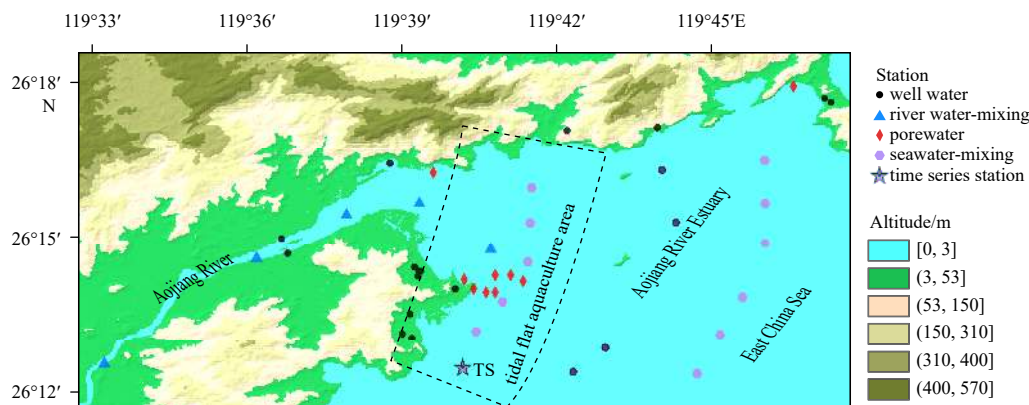 119°33′ 119°36′ 119°39′ 119°42′ 119°45′E
26°18′
N
26°15′
26°12′
Aojiang River
tidal flat aquaculture area
Aojiang River Estuary
East China Sea
TS
Station
well water
river water-mixing
porewater
seawater-mixing
time series station
Altitude/m
[0, 3]
(3, 53]
(53, 150]
(150, 310]
(310, 400]
(400, 570]